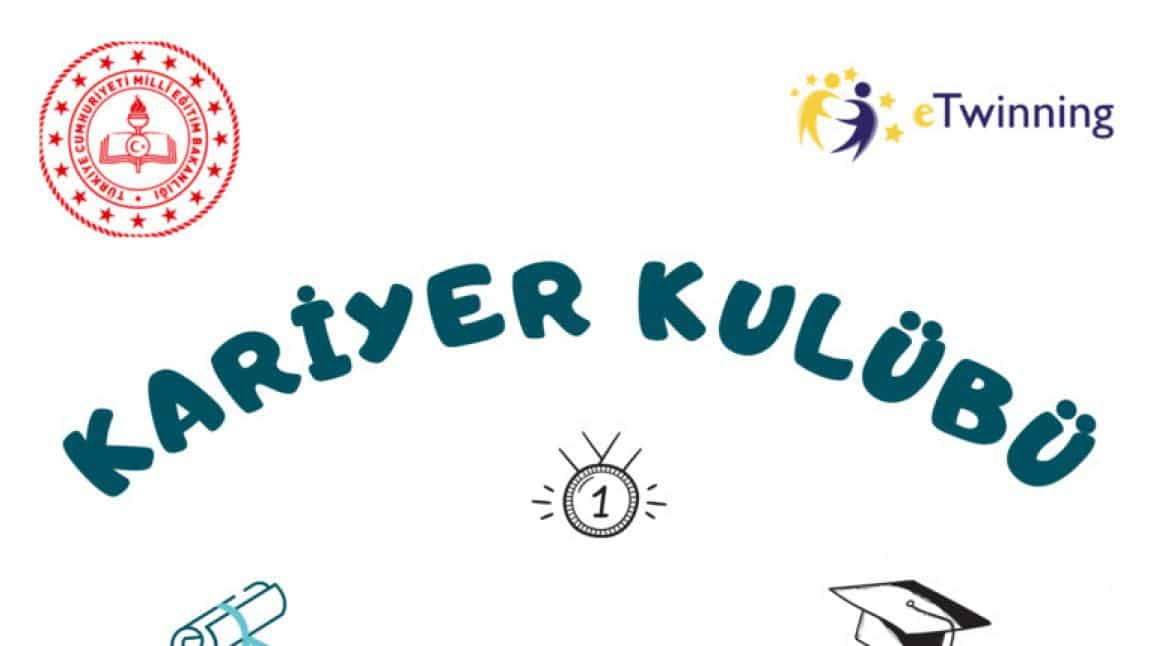 TÜRKİYE CUMHURİYETİ MİLLİ EĞİTİM BAKANLIĞI
eTwinning
KARİYER KULÜBÜ
1